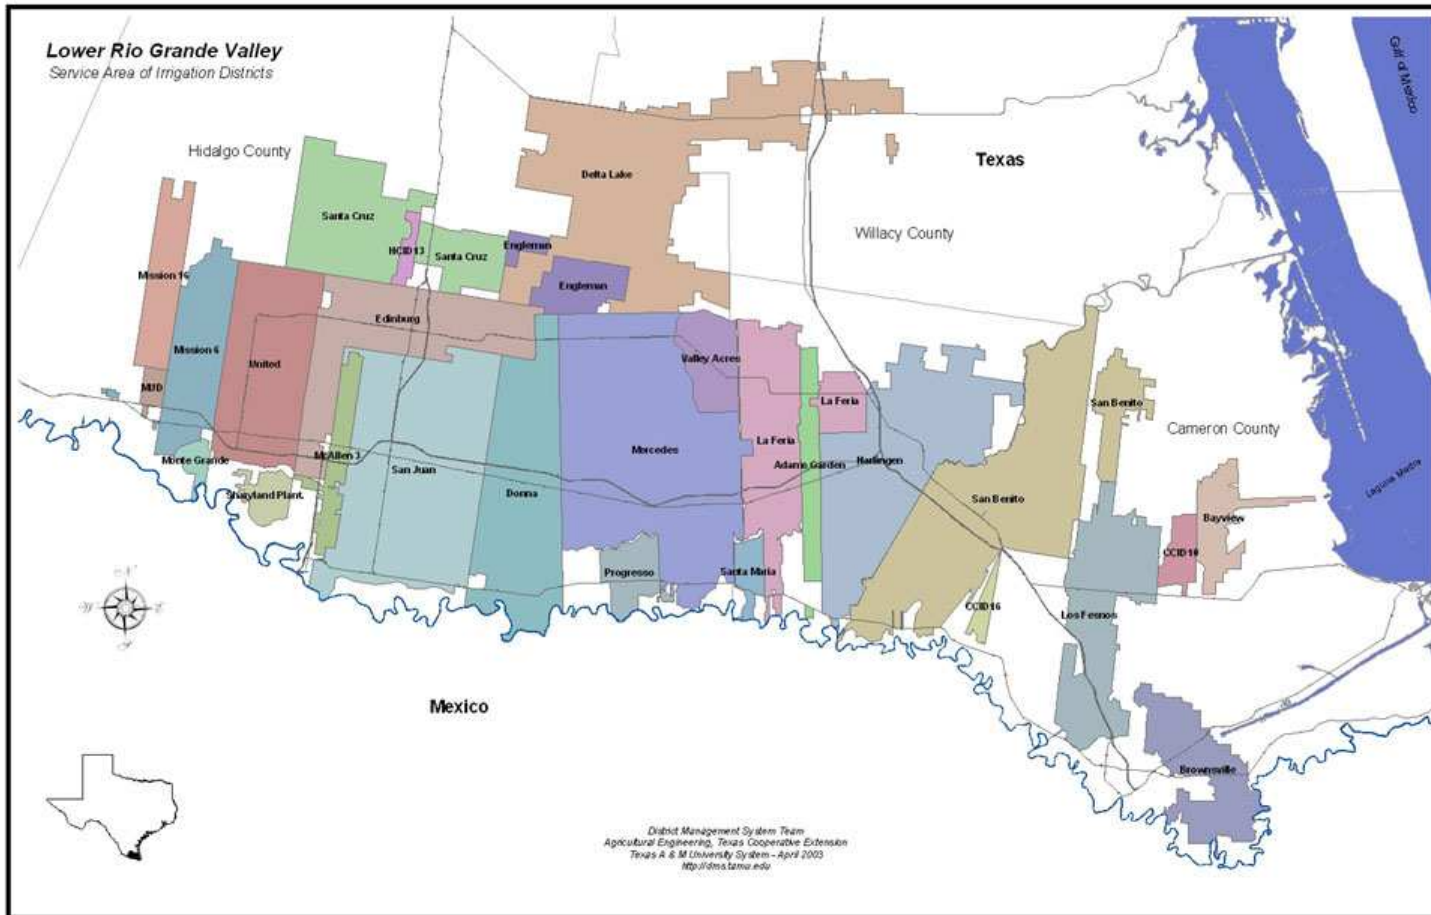 Lower Rio Grande Valley
Service Area of Irrigation Districts
Gulf of Mexico
Hidalgo County
Texas
Delta Lake
Santa Cruz
Willacy County
HCID 13
Santa Cruz
Engleman
Mission 16
Engleman
Edinburg
Mission 6
United
Valley Acres
MUD
La Feria
San Benito
Cameron County
Mercedes
La Feria
Monte Grande
McAllen 3
San Juan
Adams Garden
Harlingen
Laguna Madre
Sharyland Plant.
Donna
San Benito
Bayview
CCID 10
Progresso
Santa Maria
N
W
E
S
CCID 16
Los Fesnos
Mexico
Brownsville
District Management System Team
Agricultural Engineering, Texas Cooperative Extension
Texas A & M University System - April 2003
http://dms.tamu.edu